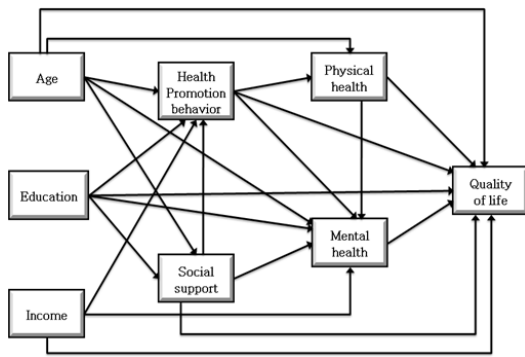 Age
Health
Promotion
behavior
Physical
health
Education
Quality
of life
Mental
health
Social
support
Income